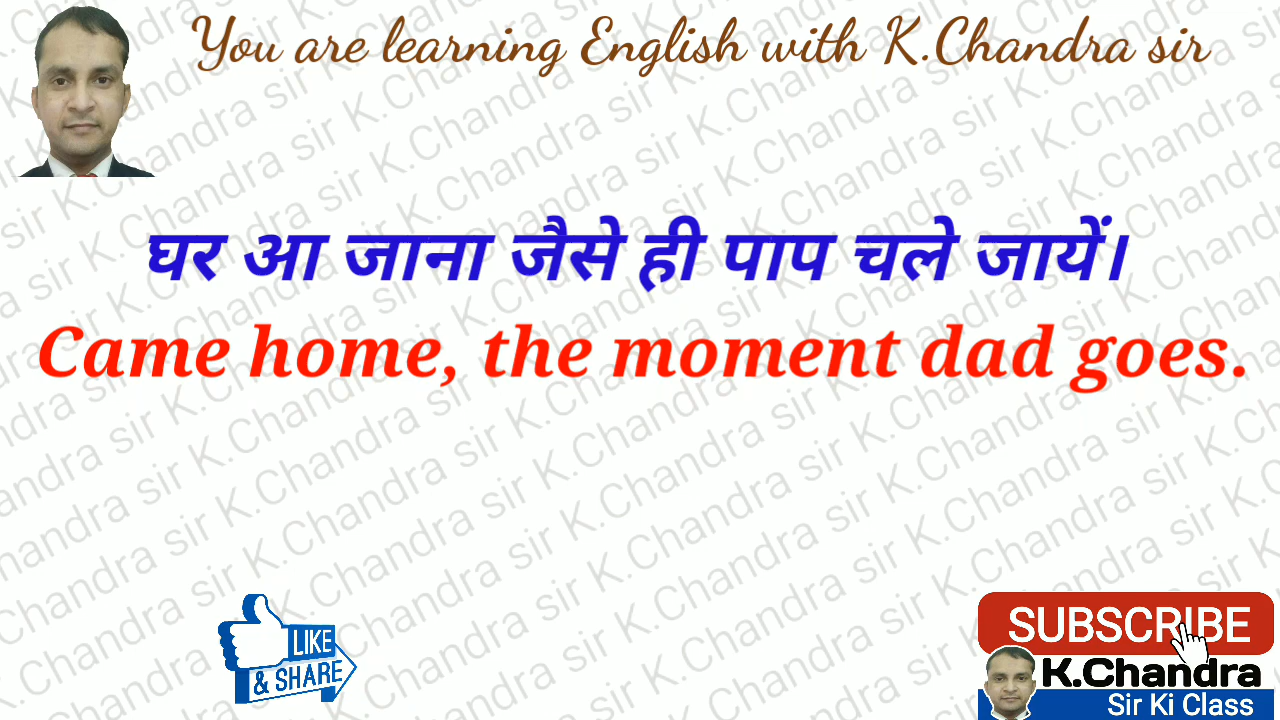 You are learning English with K.Chandra sir
घर आ जाना जैसे ही पाप चले जायें।
Came home, the moment dad goes.
LIKE
& SHARE
SUBSCRIBE
K.Chandra
Sir Ki Class